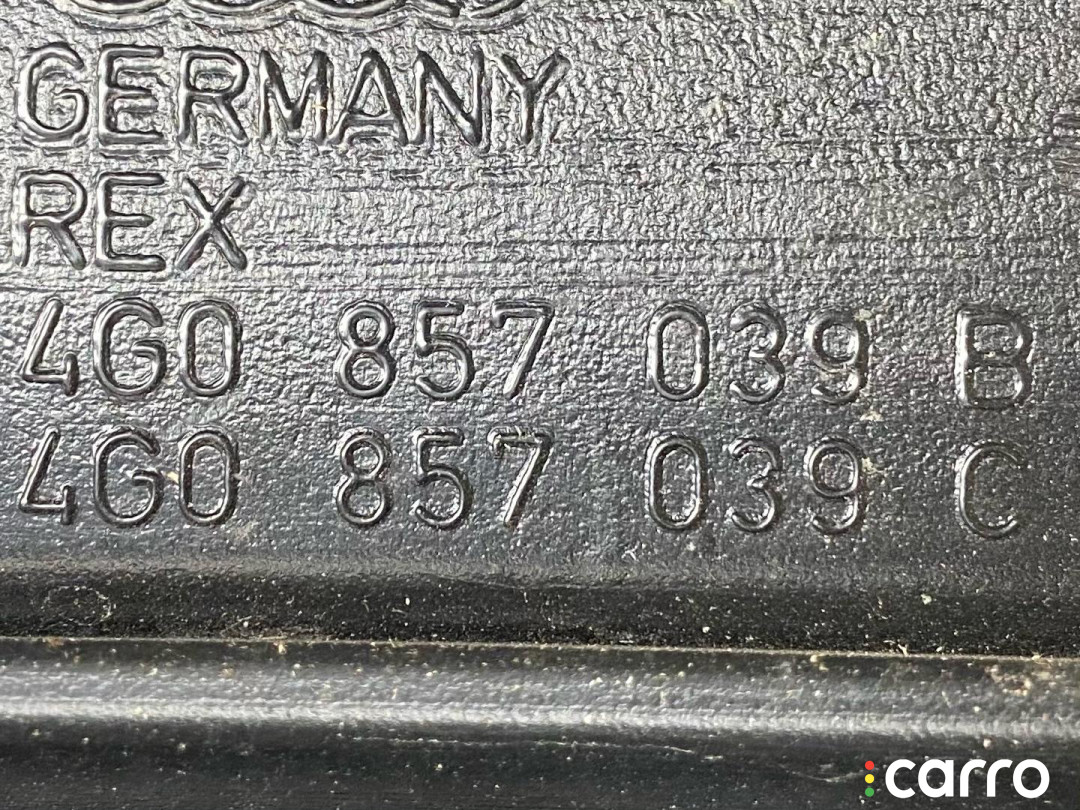 GERMANY
REX
4G0 857 039 B
4G0 857 039 C
carro